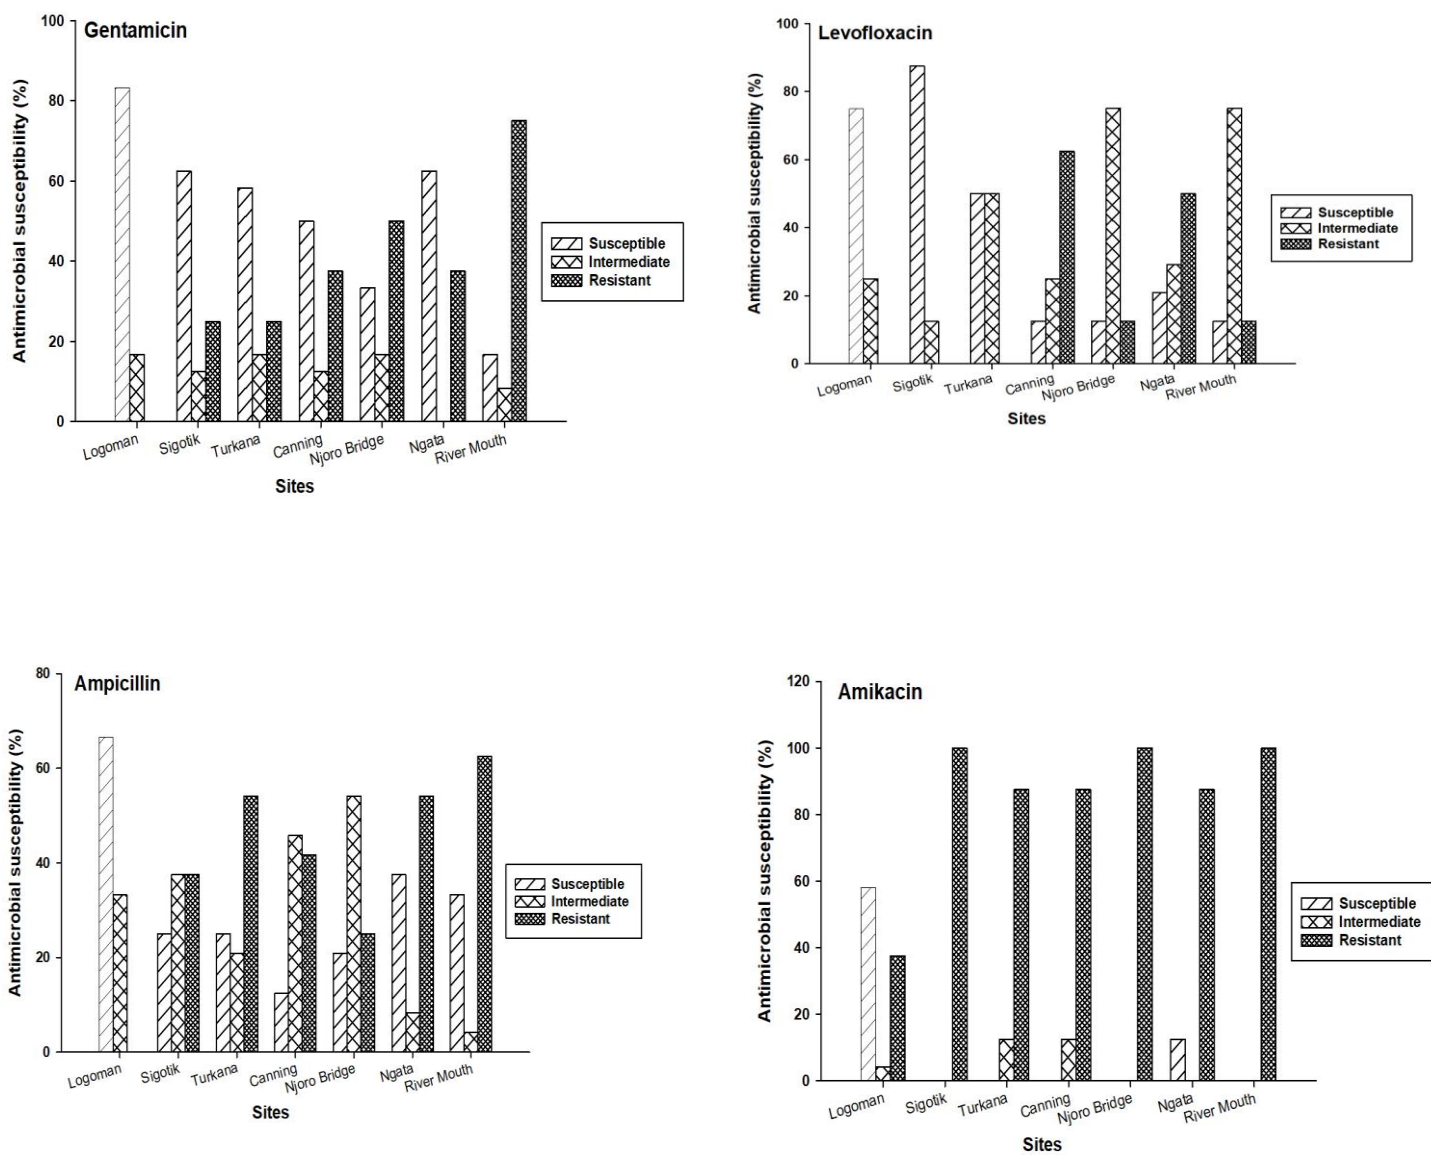 Gentamicin
Antimicrobial susceptibility (%)
100
80
60
40
20
0
Logoman
Sigotik
Turkana
Canning
Njoro Bridge
Ngata
River Mouth
Sites
Susceptible
Intermediate
Resistant
Levofloxacin
Antimicrobial susceptibility (%)
100
80
60
40
20
0
Logoman
Sigotik
Turkana
Canning
Njoro Bridge
Ngata
River Mouth
Sites
Susceptible
Intermediate
Resistant
Ampicillin
Antimicrobial susceptibility (%)
80
60
40
20
0
Logoman
Sigotik
Turkana
Canning
Njoro Bridge
Ngata
River Mouth
Sites
Susceptible
Intermediate
Resistant
Amikacin
Antimicrobial susceptibility (%)
120
100
80
60
40
20
0
Logoman
Sigotik
Turkana
Canning
Njoro Bridge
Ngata
River Mouth
Sites
Susceptible
Intermediate
Resistant